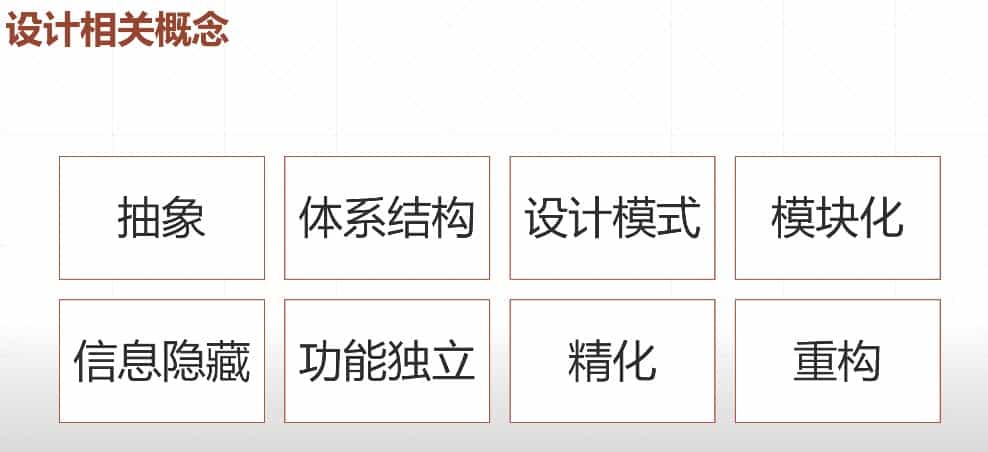 设计相关概念
抽象
体系结构
设计模式
模块化
信息隐藏
功能独立
精化
重构